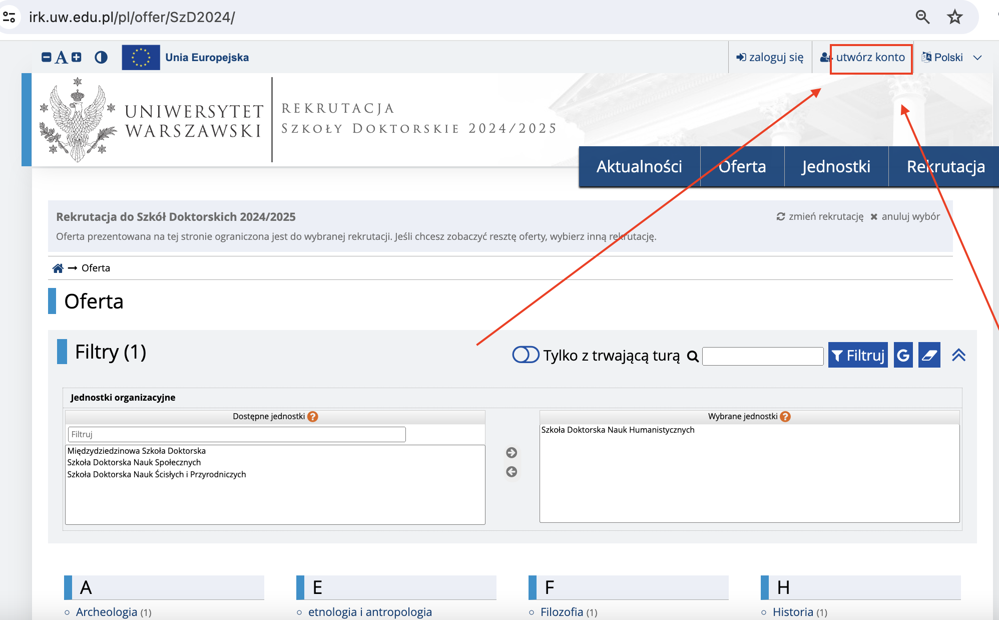 irk.uw.edu.pl/pl/offer/SzD2024/
A Unia Europejska
zaloguj się utwórz konto Polski
UNIWERSYTET WARSZAWSKI
REKRUTACJA
SZKOŁY DOKTORSKIE 2024/2025
Aktualności Oferta Jednostki Rekrutacja
Rekrutacja do Szkół Doktorskich 2024/2025
zmień rekrutację anuluj wybór
Oferta prezentowana na tej stronie ograniczona jest do wybranej rekrutacji. Jeśli chcesz zobaczyć resztę oferty, wybierz inną rekrutację.
Oferta
Oferta
Filtry (1)
Tylko z trwającą turą Filtruj G
Jednostki organizacyjne
Dostępne jednostki ?
Filtruj
Międzydziedzinowa Szkoła Doktorska
Szkoła Doktorska Nauk Społecznych
Szkoła Doktorska Nauk Ścisłych i Przyrodniczych
Wybrane jednostki ?
Szkoła Doktorska Nauk Humanistycznych
A
Archeologia (1)
E
etnologia i antropologia
F
Filozofia (1)
H
Historia (1)